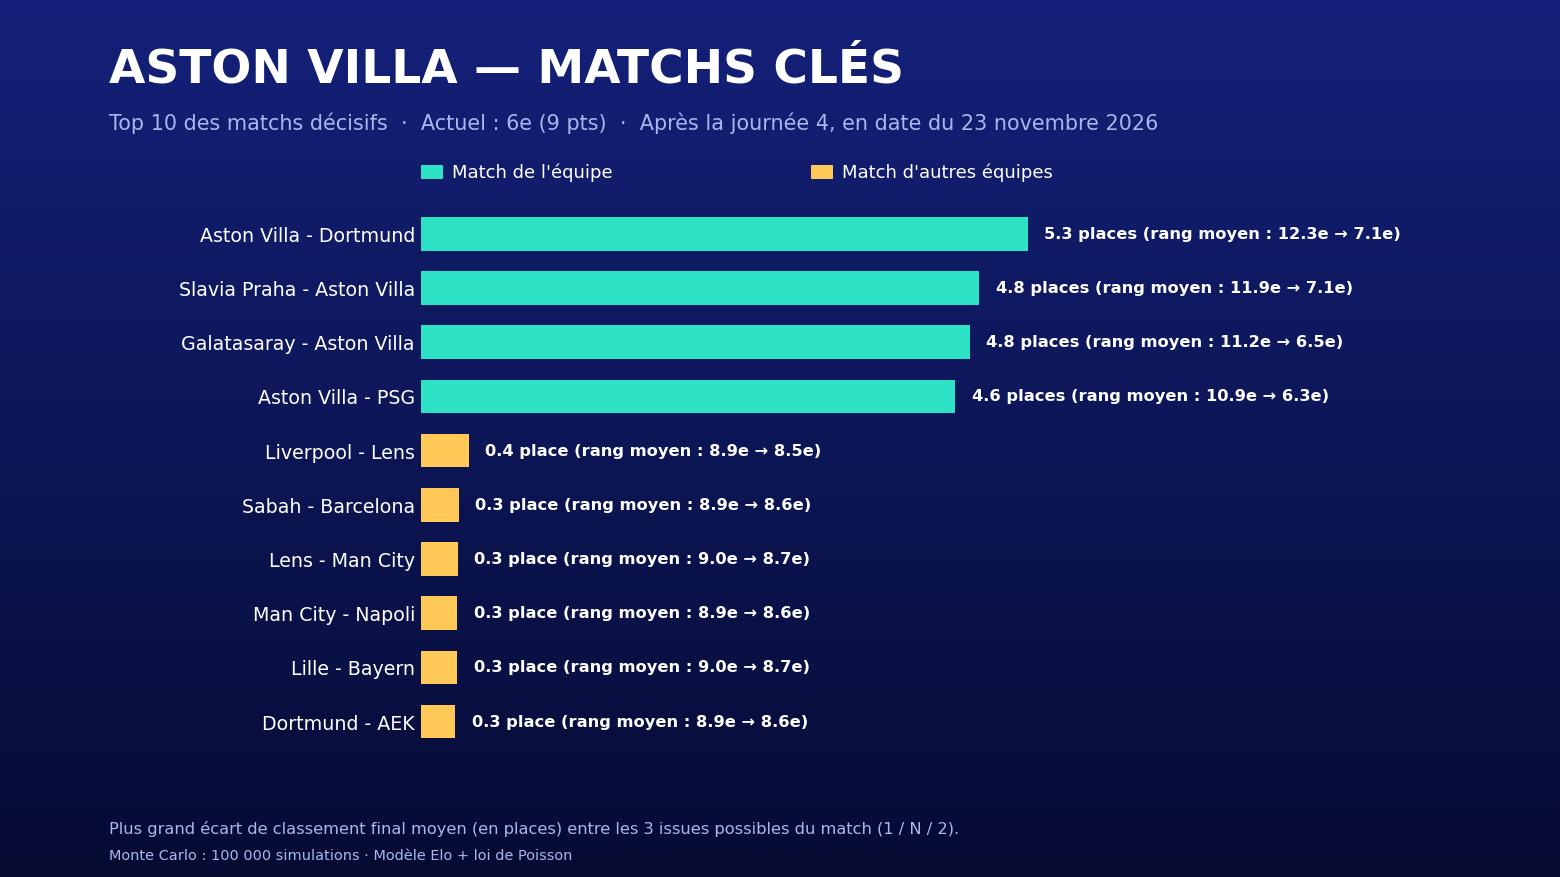 ASTON VILLA — MATCHS CLÉS
Top 10 des matchs décisifs · Actuel : 6e (9 pts) · Après la journée 4, en date du 23 novembre 2026
Match de l'équipe
Match d'autres équipes
Aston Villa - Dortmund 5.3 places (rang moyen : 12.3e → 7.1e)
Slavia Praha - Aston Villa 4.8 places (rang moyen : 11.9e → 7.1e)
Galatasaray - Aston Villa 4.8 places (rang moyen : 11.2e → 6.5e)
Aston Villa - PSG 4.6 places (rang moyen : 10.9e → 6.3e)
Liverpool - Lens 0.4 place (rang moyen : 8.9e → 8.5e)
Sabah - Barcelona 0.3 place (rang moyen : 8.9e → 8.6e)
Lens - Man City 0.3 place (rang moyen : 9.0e → 8.7e)
Man City - Napoli 0.3 place (rang moyen : 8.9e → 8.6e)
Lille - Bayern 0.3 place (rang moyen : 9.0e → 8.7e)
Dortmund - AEK 0.3 place (rang moyen : 8.9e → 8.6e)
Plus grand écart de classement final moyen (en places) entre les 3 issues possibles du match (1 / N / 2).
Monte Carlo : 100 000 simulations · Modèle Elo + loi de Poisson